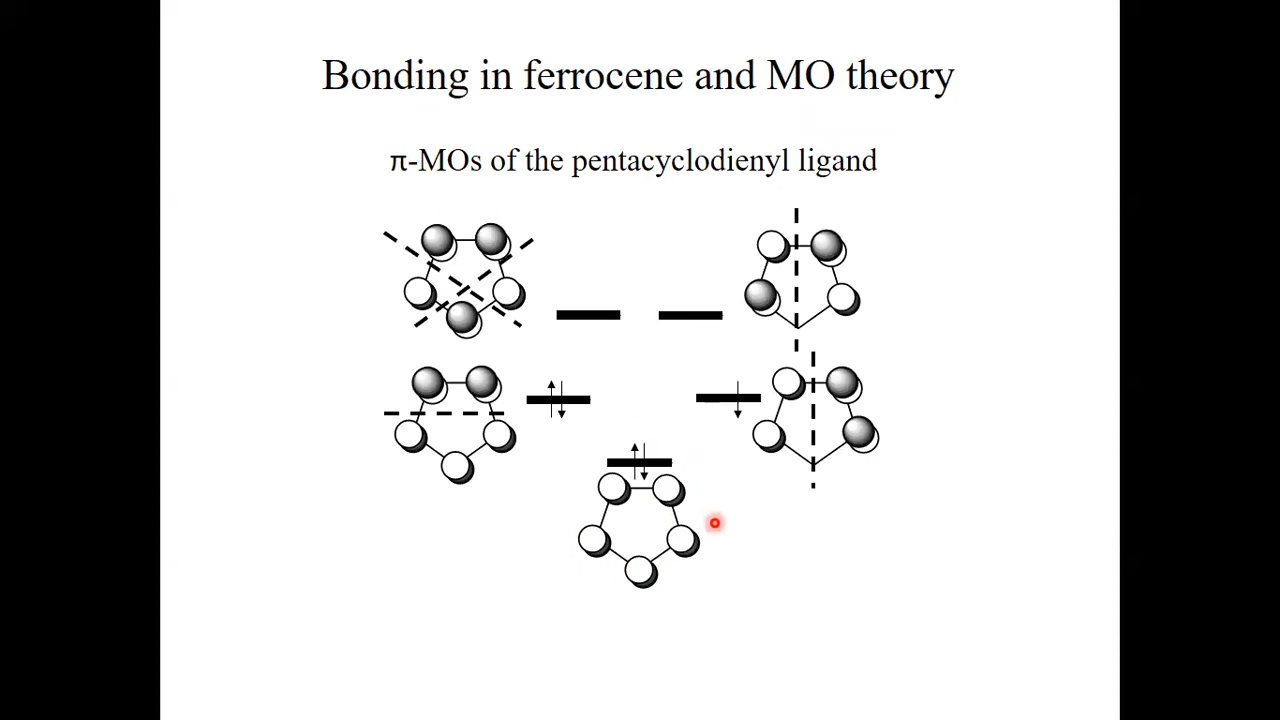 Bonding in ferrocene and MO theory
π-MOs of the pentacyclodienyl ligand